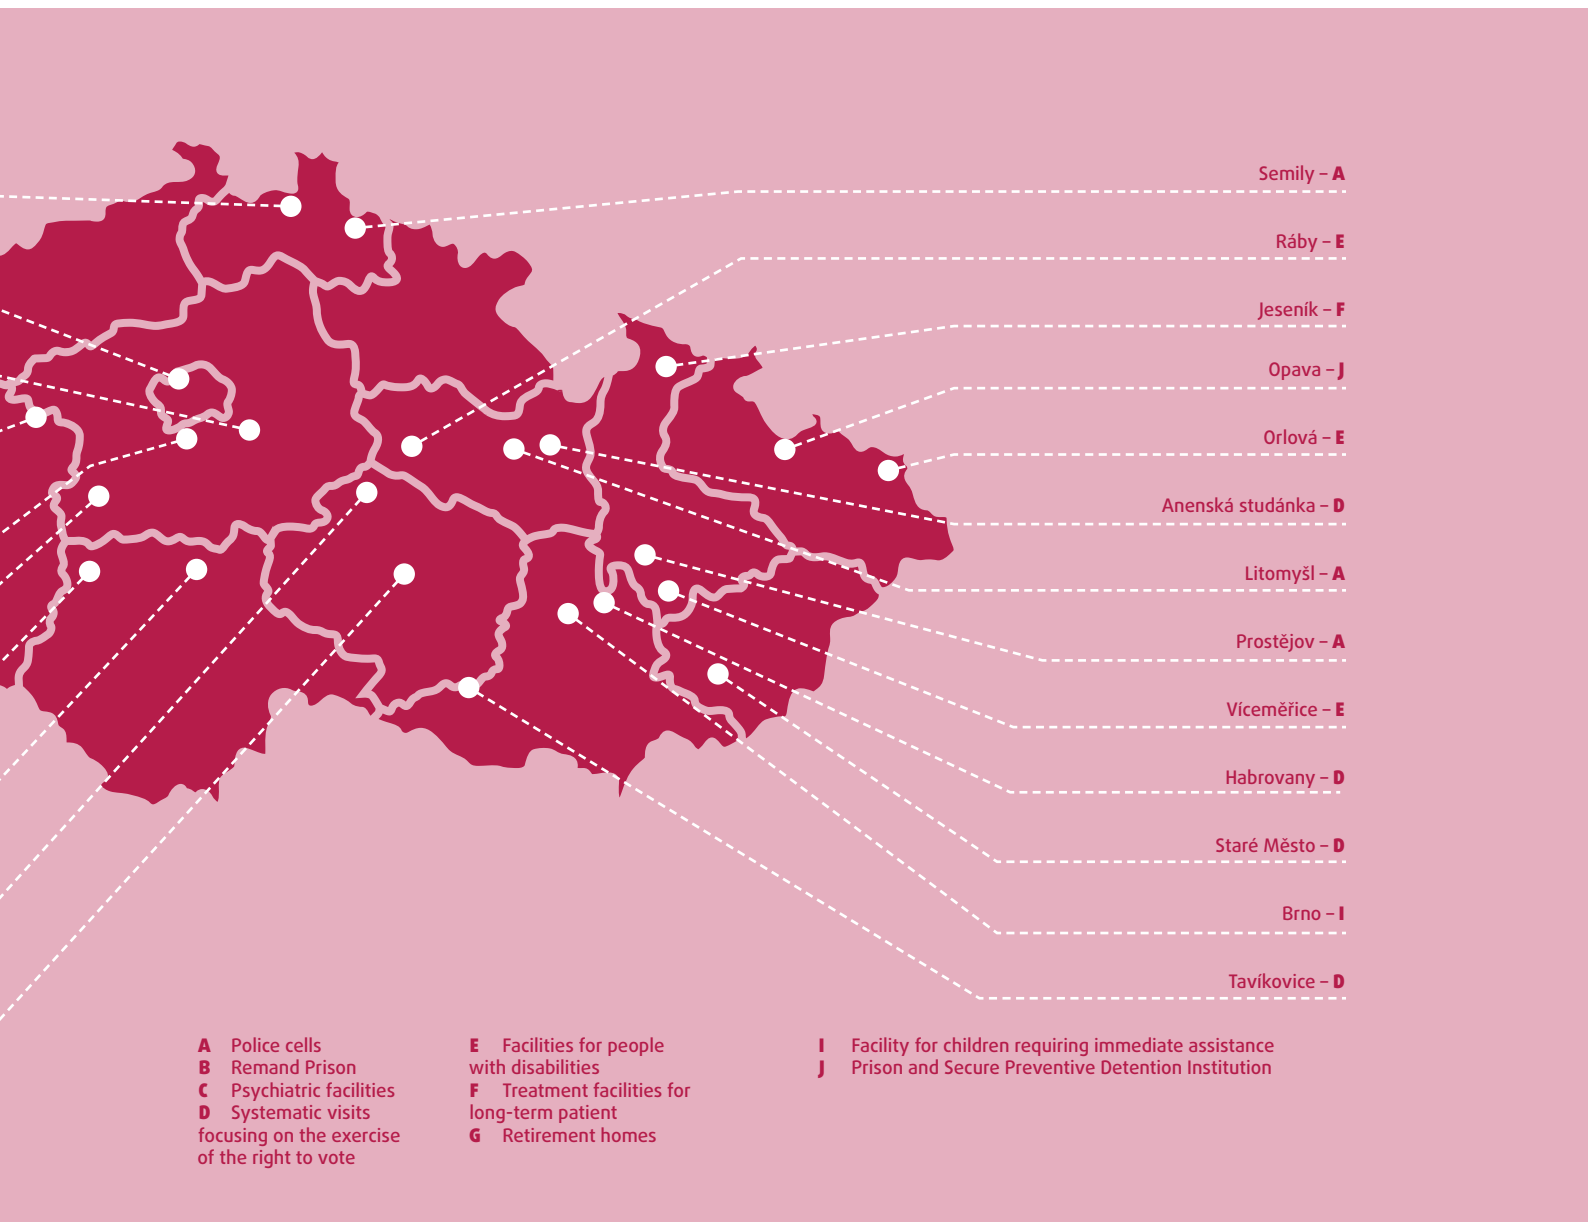 Semily – A
Ráby – E
Jeseník – F
Opava – J
Orlová – E
Anenská studánka – D
Litomyšl – A
Prostějov – A
Víceměřice – E
Habrovany – D
Staré Město – D
Brno – I
Tavíkovice – D
A Police cells
B Remand Prison
C Psychiatric facilities
D Systematic visits
focusing on the exercise
of the right to vote
E Facilities for people
with disabilities
F Treatment facilities for
long-term patient
G Retirement homes
I Facility for children requiring immediate assistance
J Prison and Secure Preventive Detention Institution